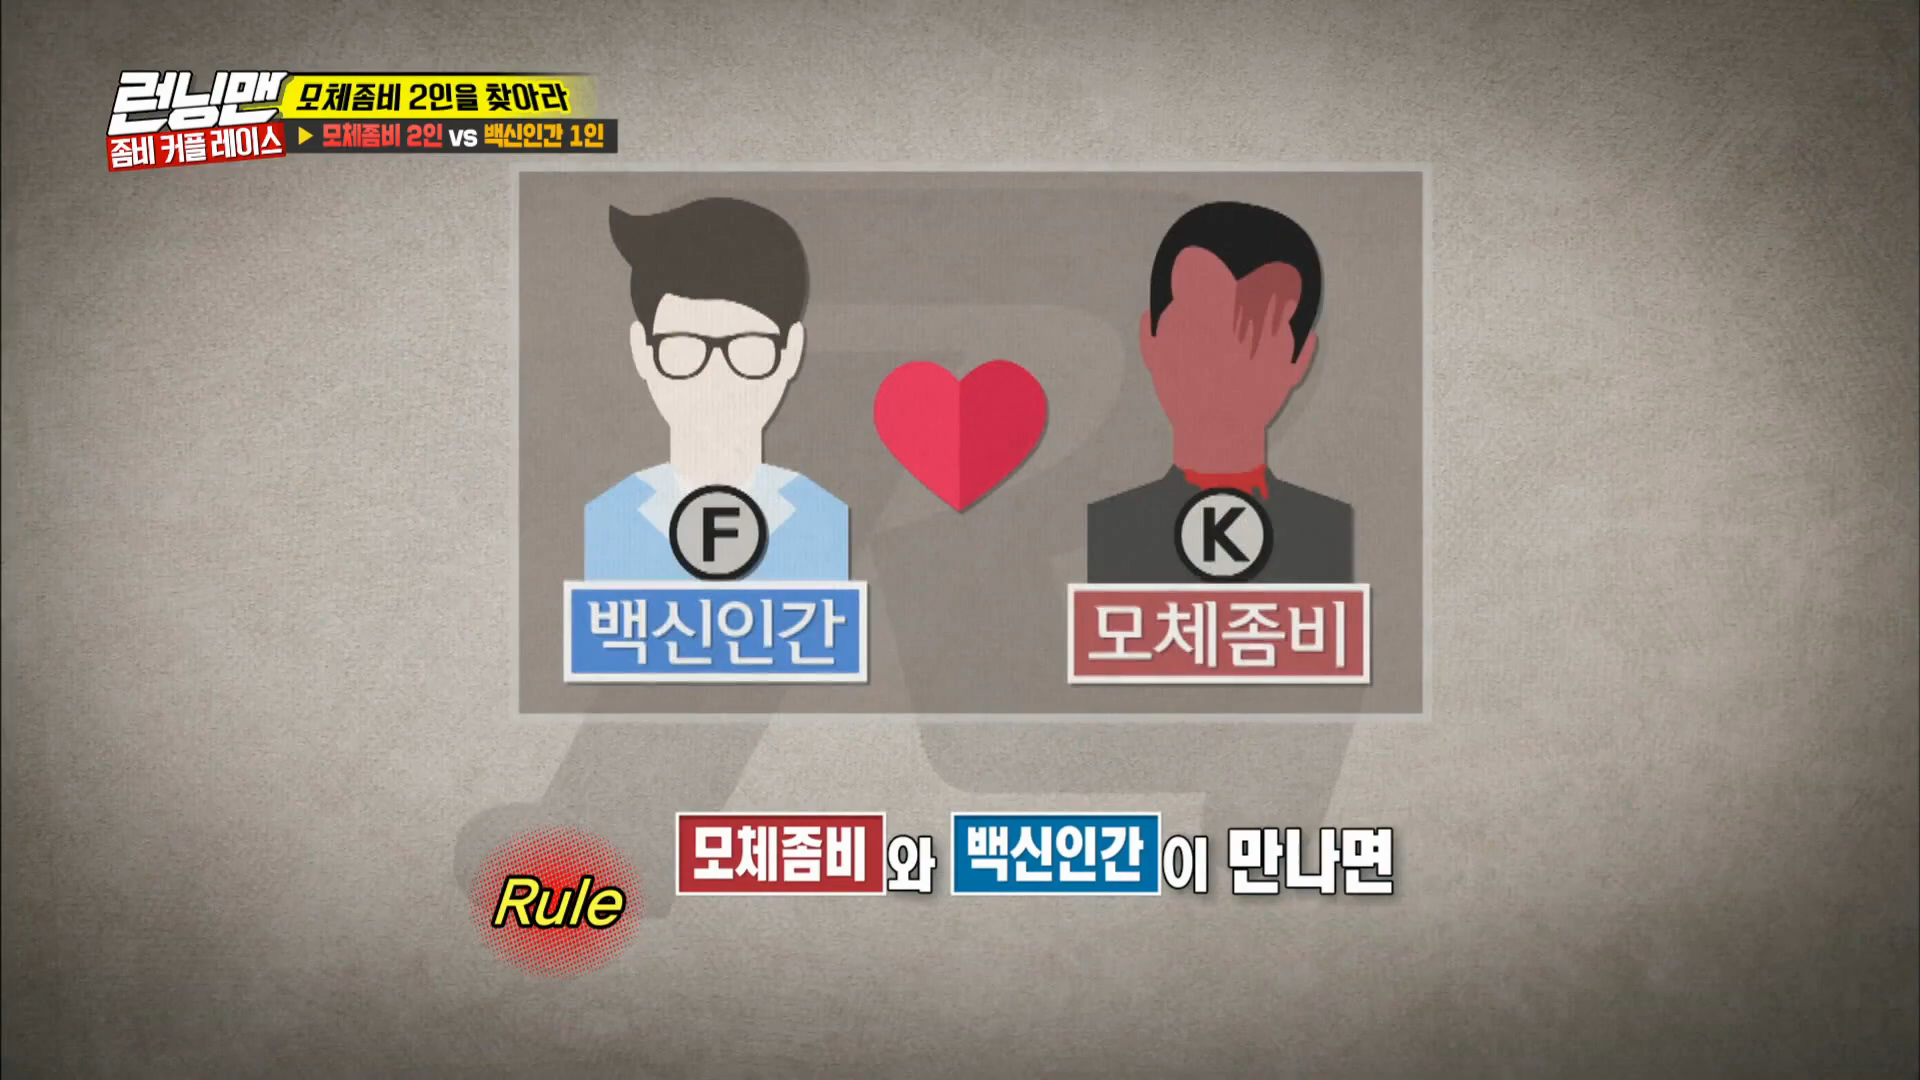 런닝맨
좀비 커플 레이스
모체좀비 2인을 찾아라
▶ 모체좀비 2인 vs 백신인간 1인
F
K
백신인간
모체좀비
Rule
모체좀비와 백신인간이 만나면